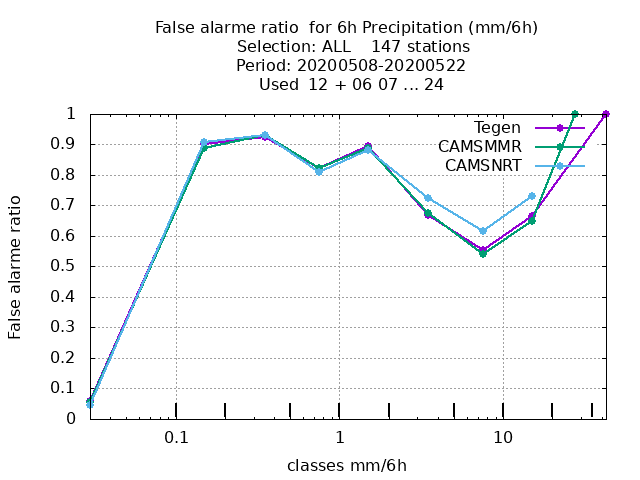 False alarme ratio  for 6h Precipitation (mm/6h)
Selection: ALL    147 stations
Period: 20200508-20200522
Used  12 + 06 07 ... 24
1
0.9
0.8
0.7
0.6
0.5
0.4
0.3
0.2
0.1
0
False alarme ratio
Tegen
CAMSMMR
CAMSNRT
0.1
1
10
classes mm/6h